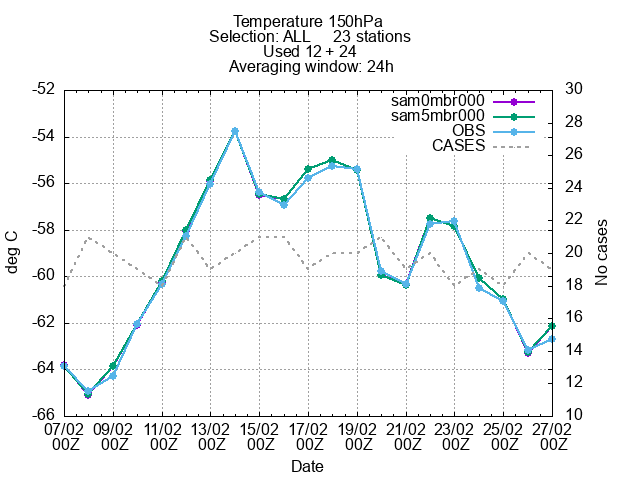 Temperature 150hPa
Selection: ALL 23 stations
Used 12 + 24
Averaging window: 24h
-52
-54
-56
-58
-60
-62
-64
-66
deg C
30
28
26
24
22
20
18
16
14
12
10
No cases
sam0mbr000
sam5mbr000
OBS
CASES
07/02 09/02 11/02 13/02 15/02 17/02 19/02 21/02 23/02 25/02 27/02
00Z 00Z 00Z 00Z 00Z 00Z 00Z 00Z 00Z 00Z 00Z
Date